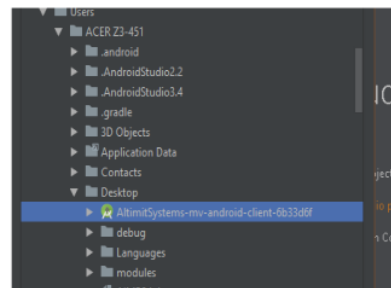 Users
ACER Z3-451
.android
.AndroidStudio2.2
.AndroidStudio3.4
.gradle
3D Objects
Application Data
Contacts
Desktop
AltimitSystems-mv-android-client-6b33d6f
debug
Languages
modules